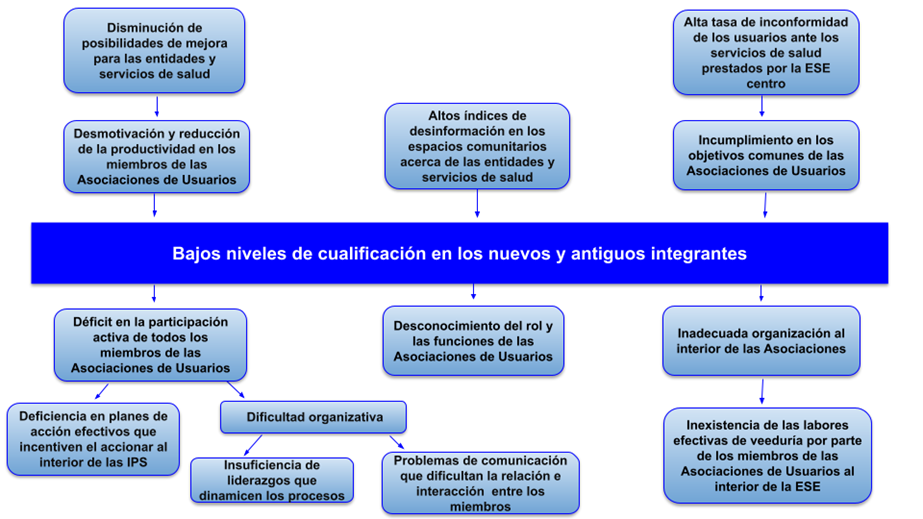 Disminución de
posibilidades de mejora
para las entidades y
servicios de salud
Alta tasa de inconformidad
de los usuarios ante los
servicios de salud
prestados por la ESE
centro
Desmotivación y reducción
de la productividad en los
miembros de las
Asociaciones de Usuarios
Altos índices de
desinformación en los
espacios comunitarios
acerca de las entidades y
servicios de salud
Incumplimiento en los
objetivos comunes de las
Asociaciones de Usuarios
Bajos niveles de cualificación en los nuevos y antiguos integrantes
Déficit en la participación
activa de todos los
miembros de las
Asociaciones de Usuarios
Desconocimiento del rol y
las funciones de las
Asociaciones de Usuarios
Inadecuada organización al
interior de las Asociaciones
Deficiencia en planes de
acción efectivos que
incentiven el accionar al
interior de las IPS
Dificultad organizativa
Insuficiencia de
liderazgos que
dinamicen los procesos
Problemas de comunicación
que dificultan la relación e
interacción entre los
miembros
Inexistencia de las labores
efectivas de veeduría por parte
de los miembros de las
Asociaciones de Usuarios al
interior de la ESE